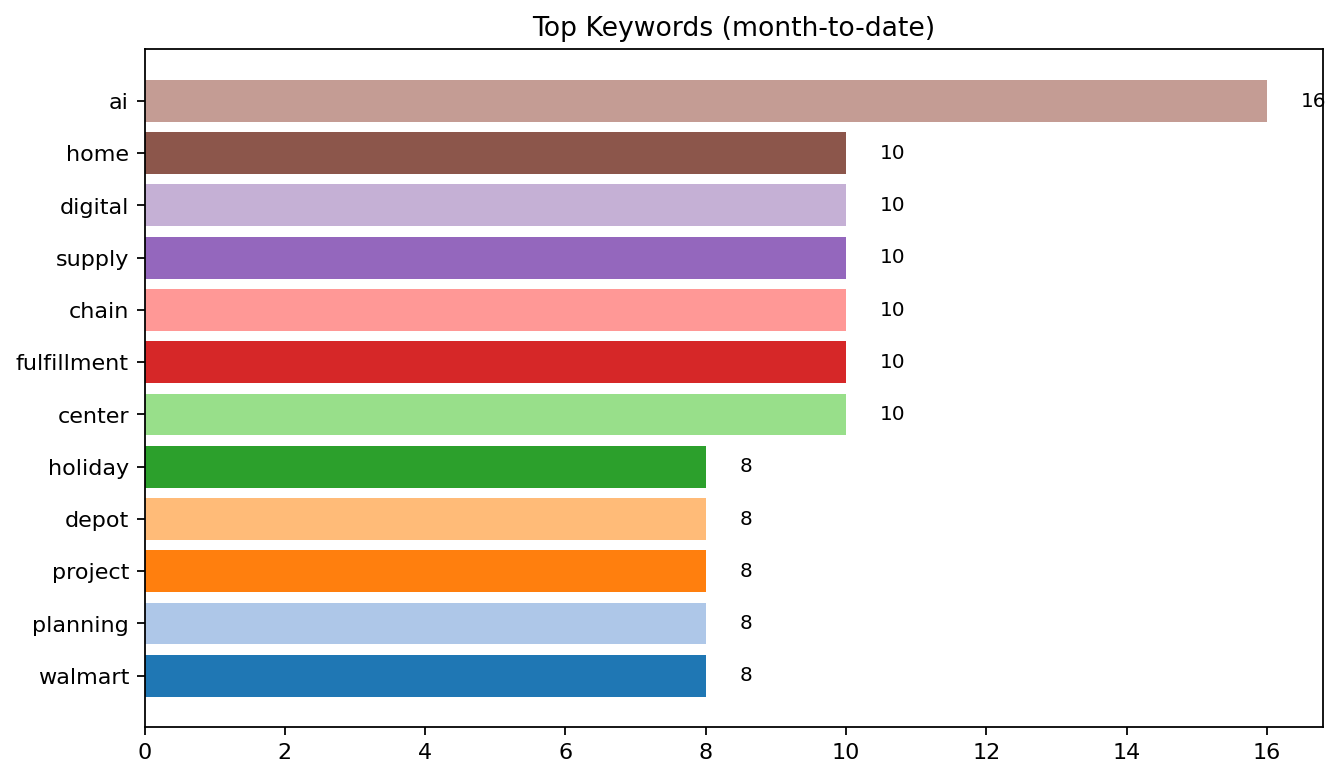 Top Keywords (month-to-date)
ai 16
home 10
digital 10
supply 10
chain 10
fulfillment 10
center 10
holiday 8
depot 8
project 8
planning 8
walmart 8
0 2 4 6 8 10 12 14 16